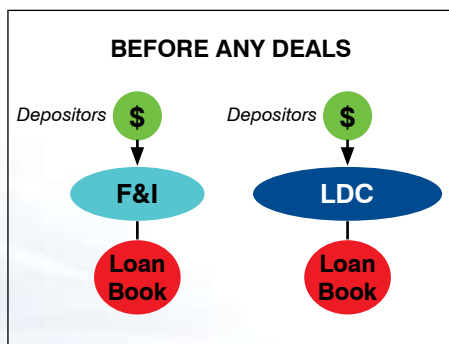 BEFORE ANY DEALS
Depositors $ Depositors $
F&I LDC
Loan Loan
Book Book